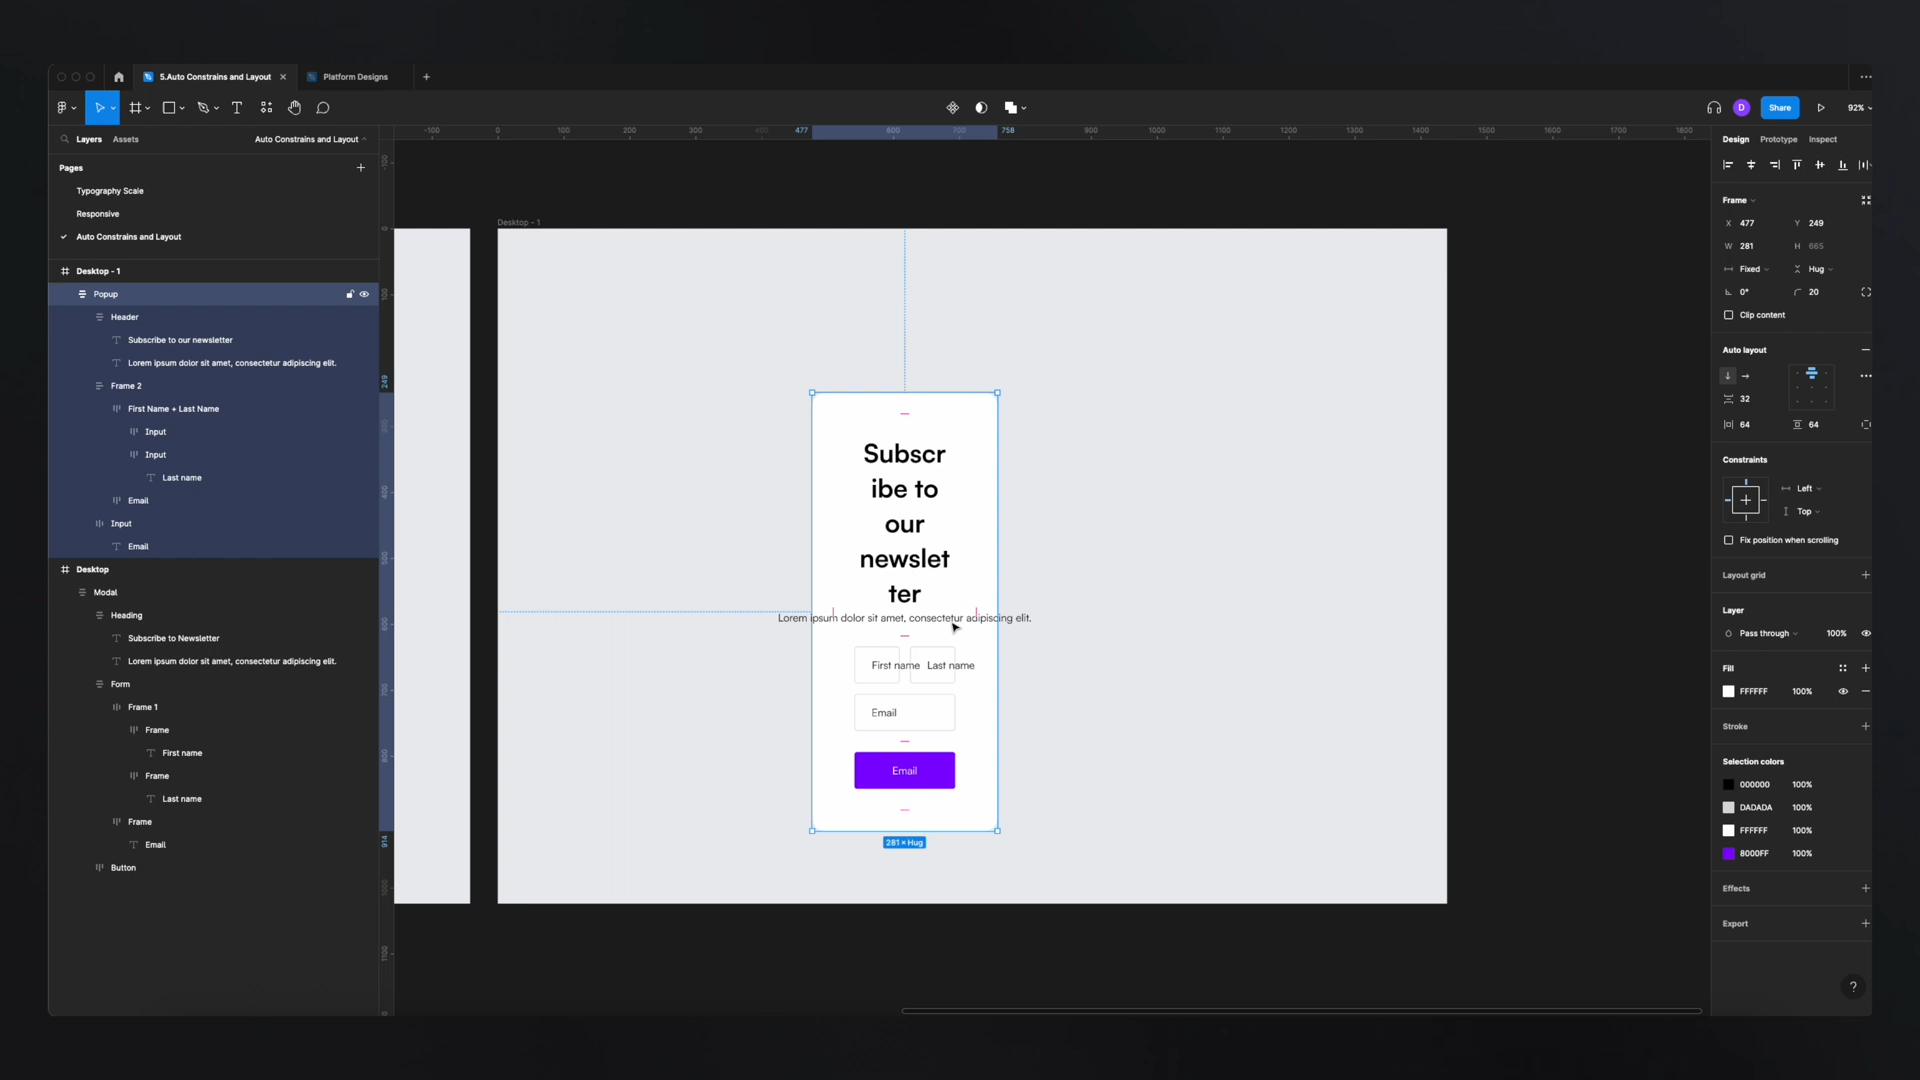 5.Auto Constrains and Layout
Platform Designs
Share
92%
Layers
Assets
Auto Constrains and Layout
Pages
Typography Scale
Responsive
Auto Constrains and Layout
Desktop - 1
Popup
Header
Subscribe to our newsletter
Lorem ipsum dolor sit amet, consectetur adipiscing elit.
Frame 2
First Name + Last Name
Input
Input
Last name
Email
Input
Email
Desktop
Modal
Heading
Subscribe to Newsletter
Lorem ipsum dolor sit amet, consectetur adipiscing elit.
Form
Frame 1
Frame
First name
Frame
Last name
Frame
Email
Button
-100 0 100 200 300 400 477 600 700 758 900 1000 1100 1200 1300 1400 1500 1600 1700 1800
Desktop - 1
Subscr
ibe to
our
newslet
ter
Lorem ipsum dolor sit amet, consectetur adipiscing elit.
First name
Last name
Email
Email
281 × Hug
D
Design
Prototype
Inspect
Frame
X 477
Y 249
W 281
H 665
Fixed
Hug
0°
20
Clip content
Auto layout
32
64
64
Constraints
Left
Top
Fix position when scrolling
Layout grid
Layer
Pass through
100%
Fill
FFFFFF 100%
Stroke
Selection colors
000000 100%
DADADA 100%
FFFFFF 100%
8000FF 100%
Effects
Export
?